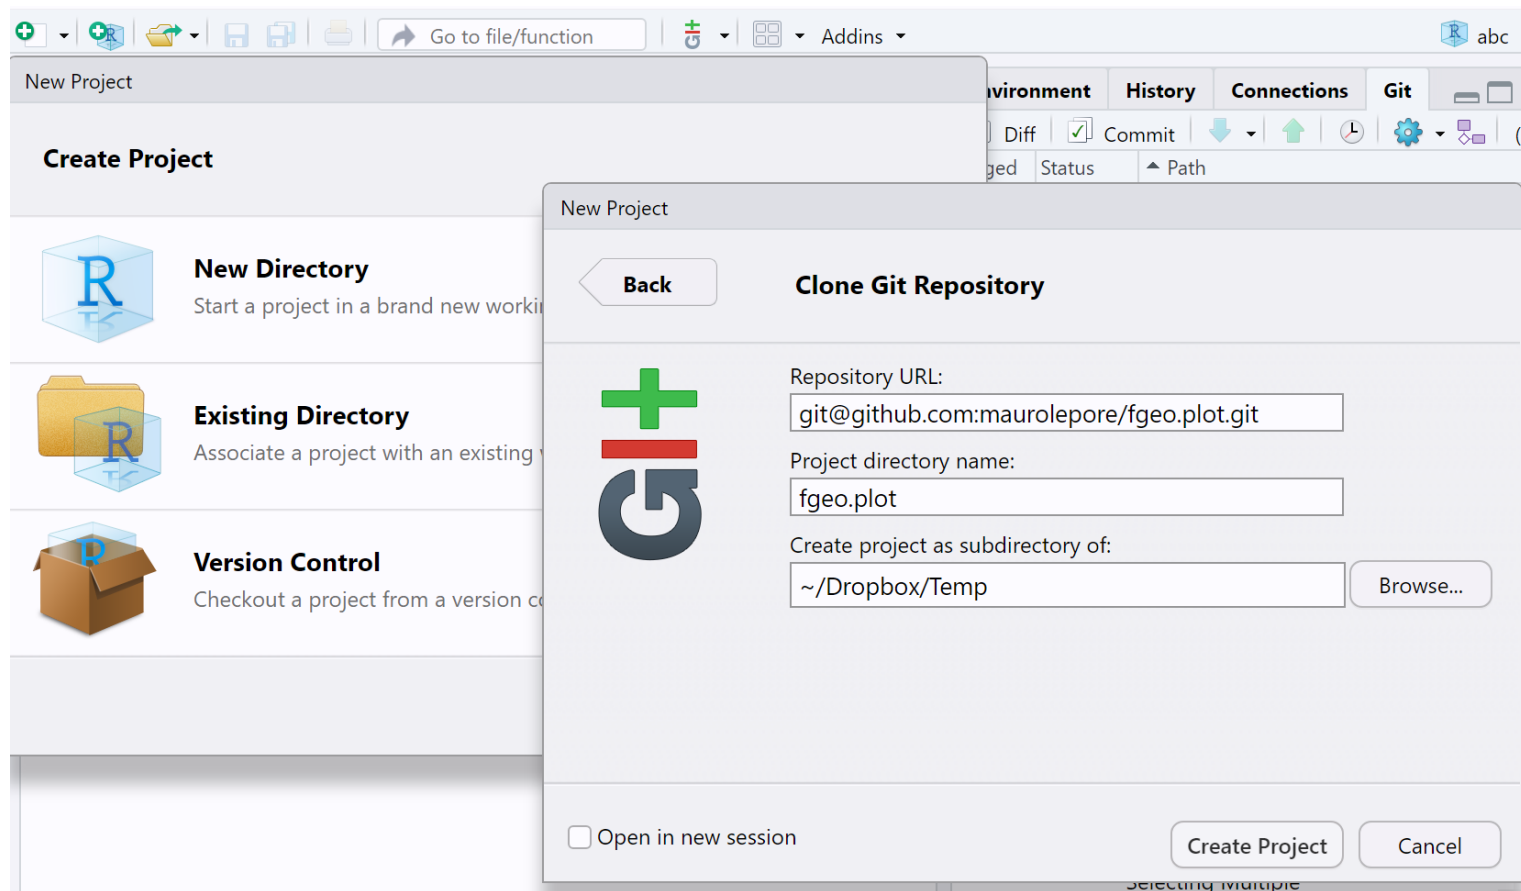 Go to file/function
Addins
abc
New Project
vironment
History
Connections
Git
Diff
Commit
ged
Status
Path
Create Project
New Directory
Start a project in a brand new worki
Existing Directory
Associate a project with an existing
Version Control
Checkout a project from a version co
New Project
Back
Clone Git Repository
Repository URL:
git@github.com:maurolepore/fgeo.plot.git
Project directory name:
fgeo.plot
Create project as subdirectory of:
~/Dropbox/Temp
Browse...
Open in new session
Create Project
Cancel
Selecting Multiple